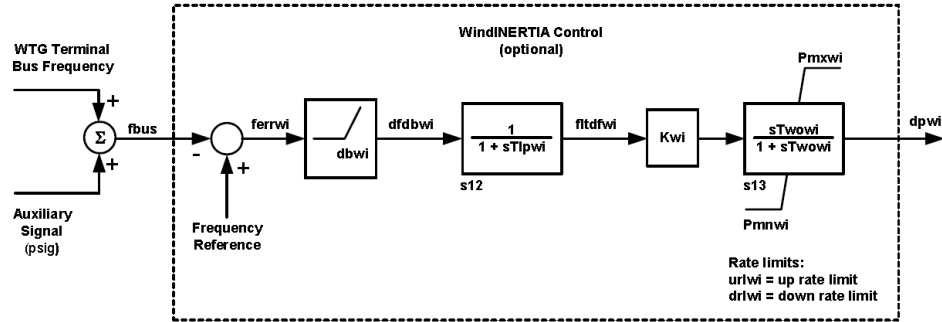 WindINERTIA Control
(optional)
WTG Terminal
Bus Frequency
+
Σ
+
fbus
-
+
ferrwi
dbwi
dfdbwi
1
1 + sTlpwi
s12
fltdfwi
Kwi
Pmxwi
sTwowi
1 + sTwowi
s13
Pmnwi
dpwi
Auxiliary
Signal
(psig)
Frequency
Reference
Rate limits:
urlwi = up rate limit
drlwi = down rate limit